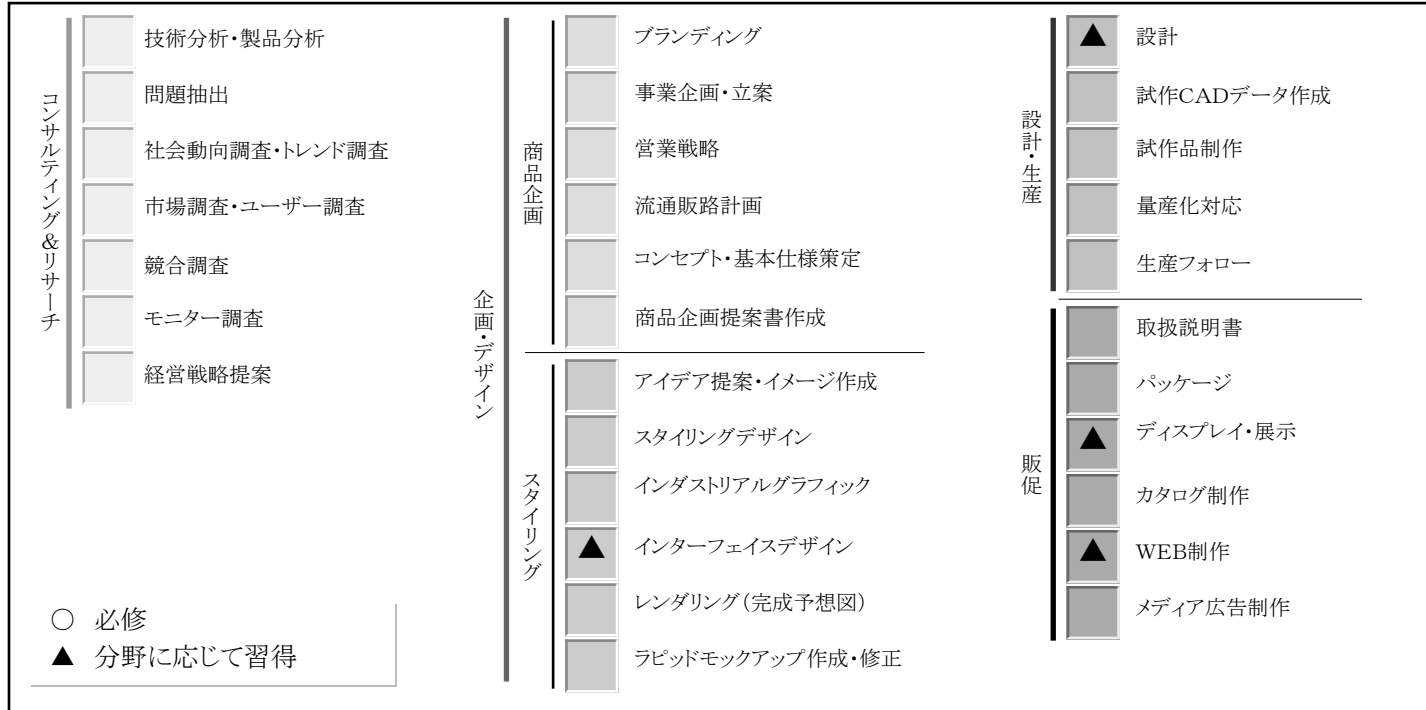 コンサルティング&リサーチ
技術分析・製品分析
問題抽出
社会動向調査・トレンド調査
市場調査・ユーザー調査
競合調査
モニター調査
経営戦略提案
企画・デザイン
商品企画
ブランディング
事業企画・立案
営業戦略
流通販路計画
コンセプト・基本仕様策定
商品企画提案書作成
スタイリング
アイデア提案・イメージ作成
スタイリングデザイン
インダストリアルグラフィック
▲ インターフェイスデザイン
レンダリング(完成予想図)
ラピッドモックアップ作成・修正
設計・生産
▲ 設計
試作CADデータ作成
試作品制作
量産化対応
生産フォロー
販促
取扱説明書
パッケージ
▲ ディスプレイ・展示
カタログ制作
▲ WEB制作
メディア広告制作
○ 必修
▲ 分野に応じて習得